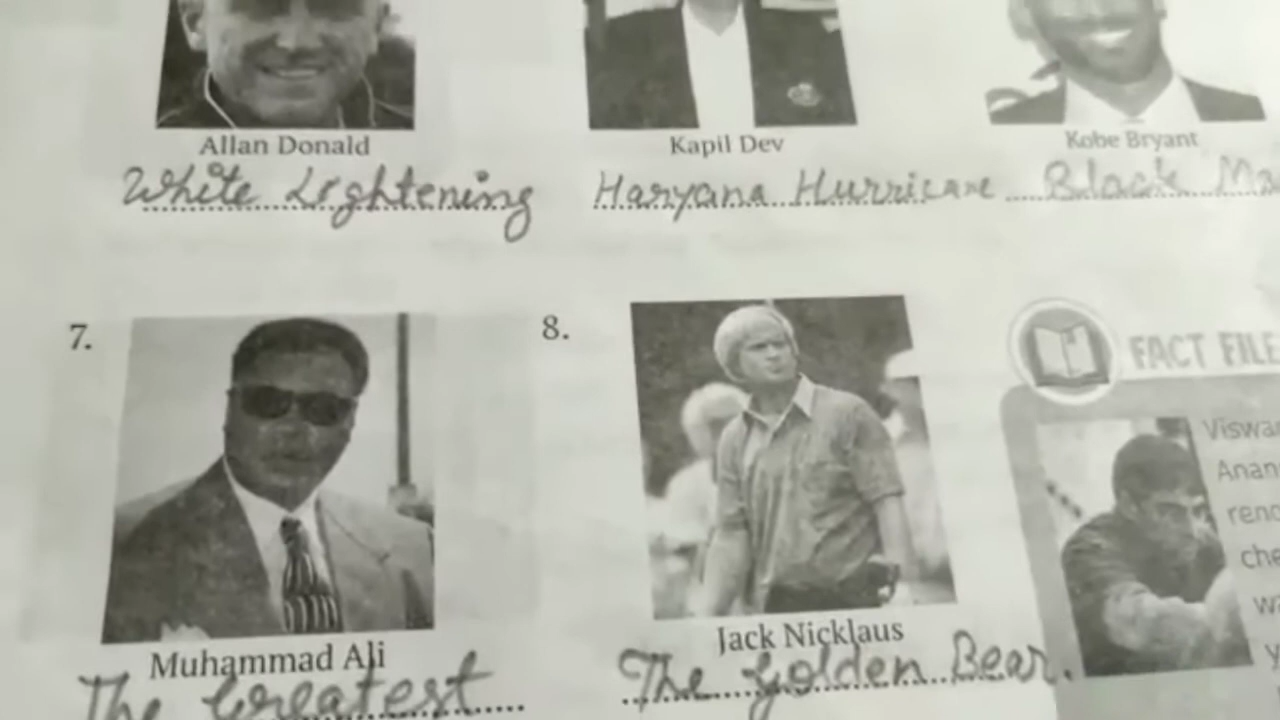 Allan Donald
Kapil Dev
Kobe Bryant
White Lightening
Haryana Hurricane
Black
7.
8.
FACT FILE
Muhammad Ali
Jack Nicklaus
The Greatest
The Golden Bear.